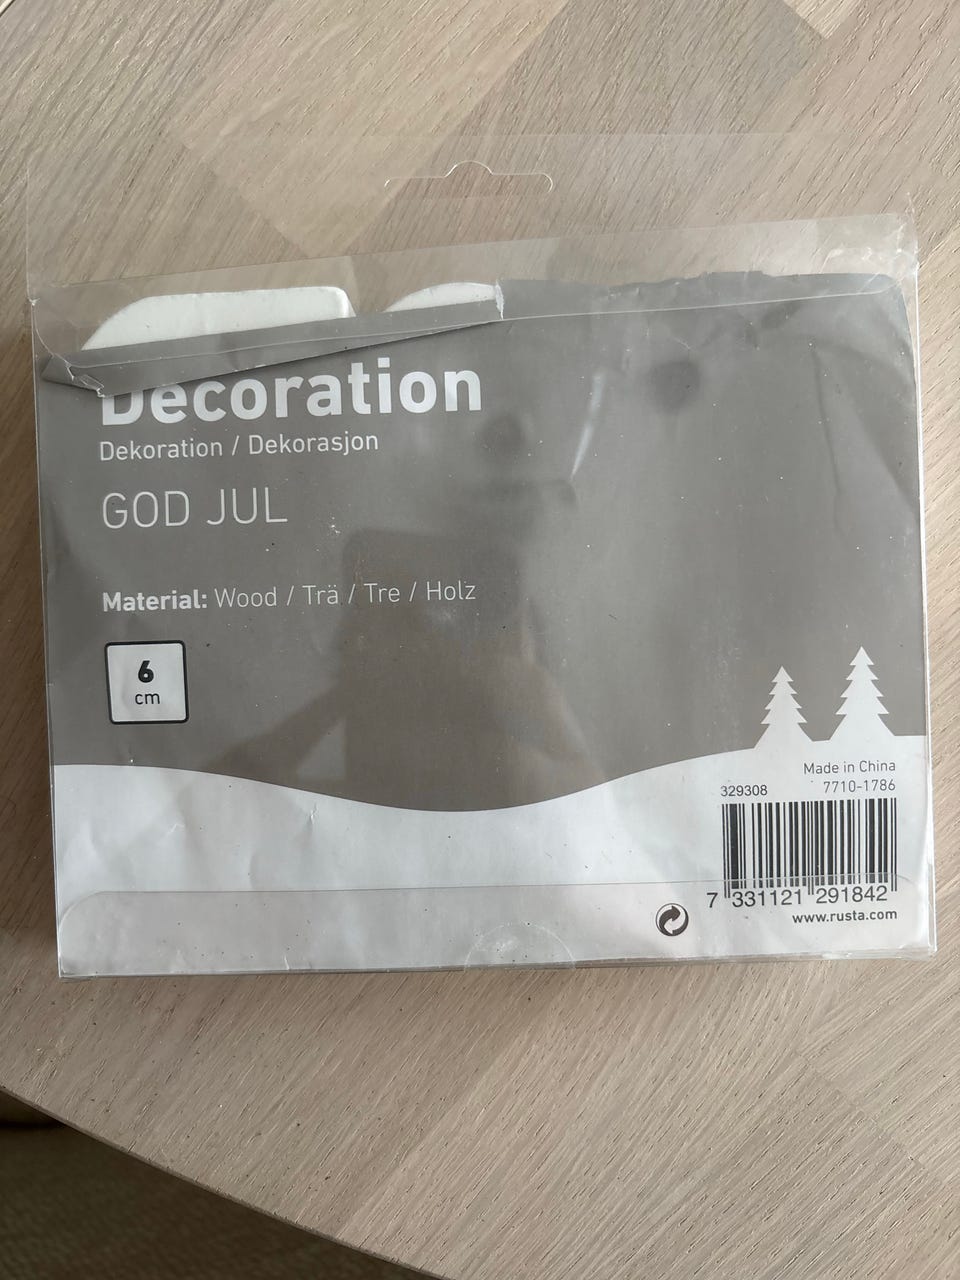 Decoration
Dekoration / Dekorasjon
GOD JUL
Material: Wood / Trä / Tre / Holz
6
cm
Made in China
329308 7710-1786
7 331121 291842
www.rusta.com